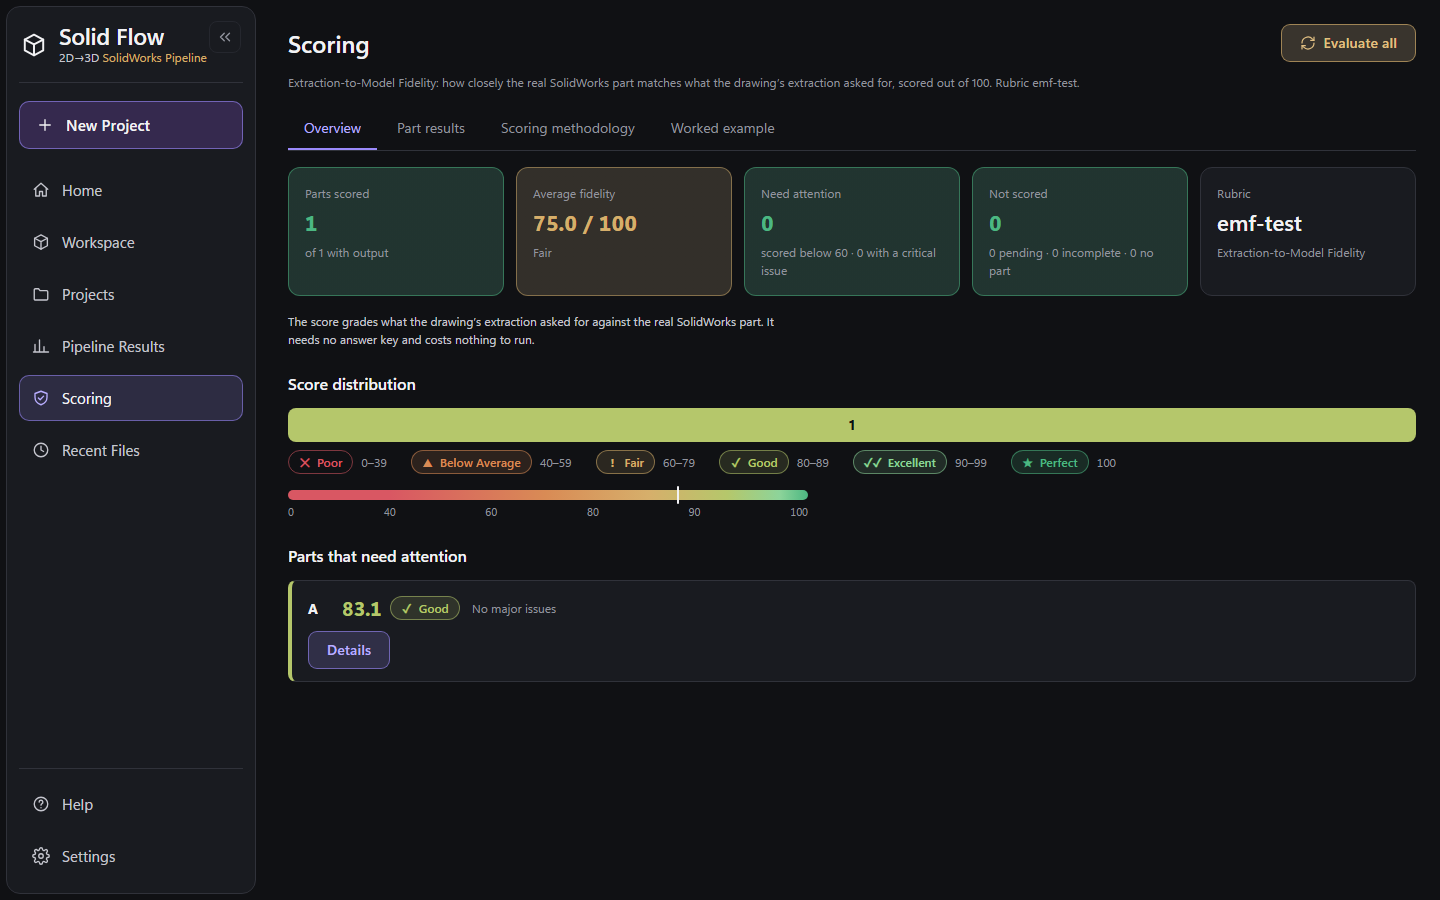 Solid Flow
2D→3D SolidWorks Pipeline
New Project
Home
Workspace
Projects
Pipeline Results
Scoring
Recent Files
Help
Settings
Scoring
Evaluate all
Extraction-to-Model Fidelity: how closely the real SolidWorks part matches what the drawing's extraction asked for, scored out of 100. Rubric emf-test.
Overview
Part results
Scoring methodology
Worked example
Parts scored
1
of 1 with output
Average fidelity
75.0 / 100
Fair
Need attention
0
scored below 60 · 0 with a critical
issue
Not scored
0
0 pending · 0 incomplete · 0 no
part
Rubric
emf-test
Extraction-to-Model Fidelity
The score grades what the drawing's extraction asked for against the real SolidWorks part. It
needs no answer key and costs nothing to run.
Score distribution
1
Poor 0–39 Below Average 40–59 ! Fair 60–79 Good 80–89 Excellent 90–99 Perfect 100
0 40 60 80 90 100
Parts that need attention
A 83.1 Good No major issues
Details